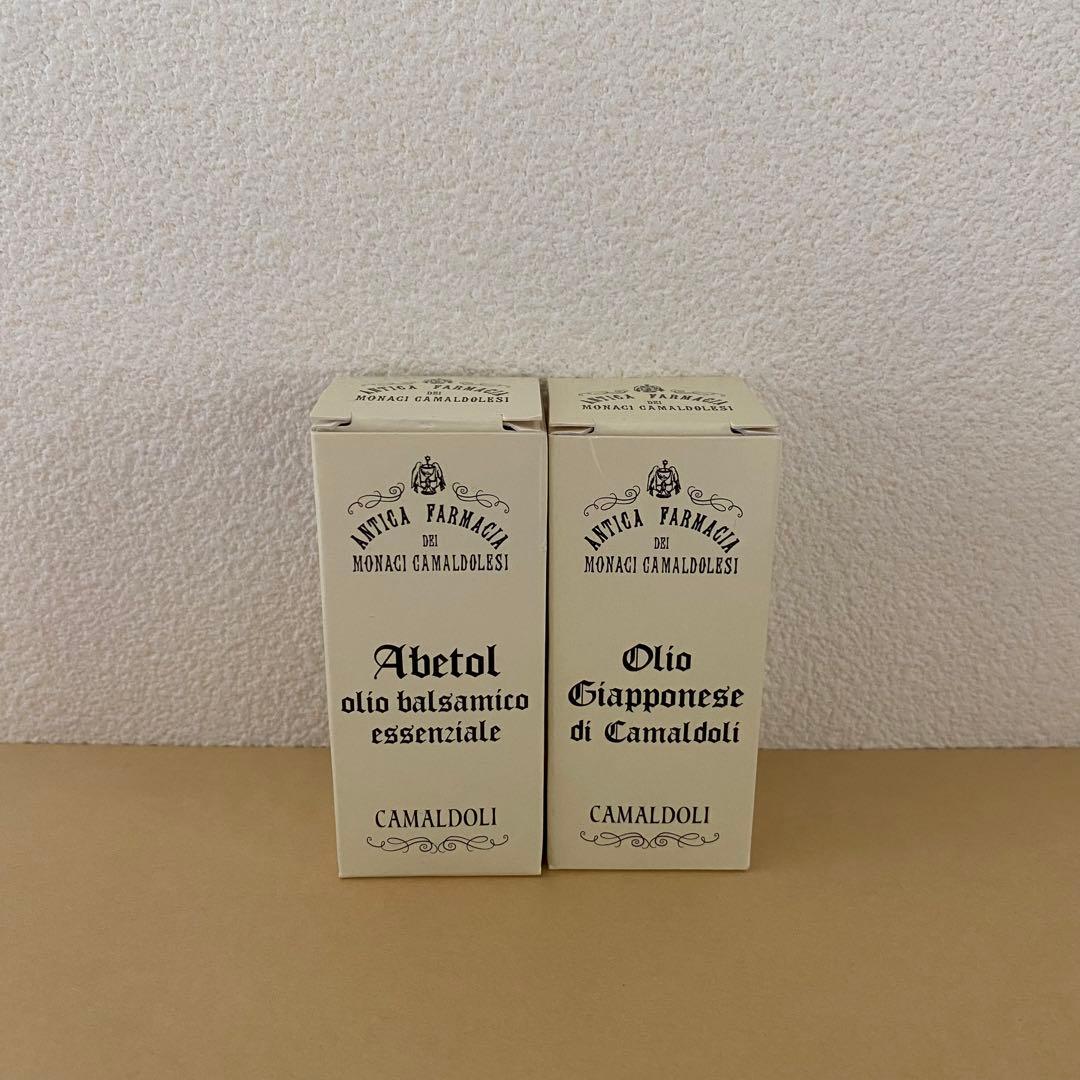 ANTICA FARMACIA
DEI
MONACI CAMALDOLESI
ANTICA FARMACIA
DEI
MONACI CAMALDOLESI
Abetol
olio balsamico
essenziale
CAMALDOLI
ANTICA FARMACIA
DEI
MONACI CAMALDOLESI
ANTICA FARMACIA
DEI
MONACI CAMALDOLESI
Olio
Giapponese
di Camaldoli
CAMALDOLI